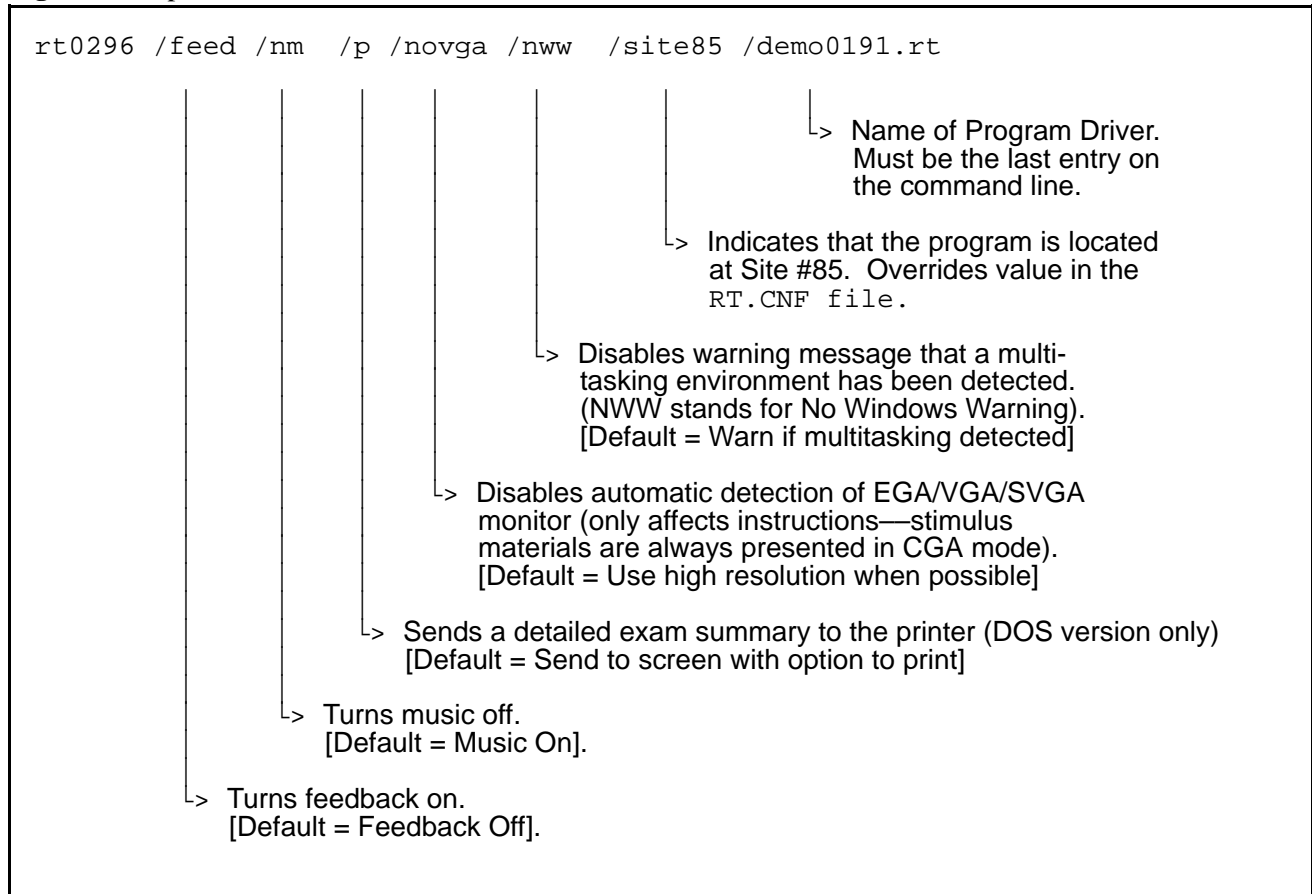 rt0296 /feed /nm /p /novga /nww /site85 /demo0191.rt
Name of Program Driver.
Must be the last entry on
the command line.
Indicates that the program is located
at Site #85. Overrides value in the
RT.CNF file.
Disables warning message that a multi-
tasking environment has been detected.
(NWW stands for No Windows Warning).
[Default = Warn if multitasking detected]
Disables automatic detection of EGA/VGA/SVGA
monitor (only affects instructions––stimulus
materials are always presented in CGA mode).
[Default = Use high resolution when possible]
Sends a detailed exam summary to the printer (DOS version only)
[Default = Send to screen with option to print]
Turns music off.
[Default = Music On].
Turns feedback on.
[Default = Feedback Off].